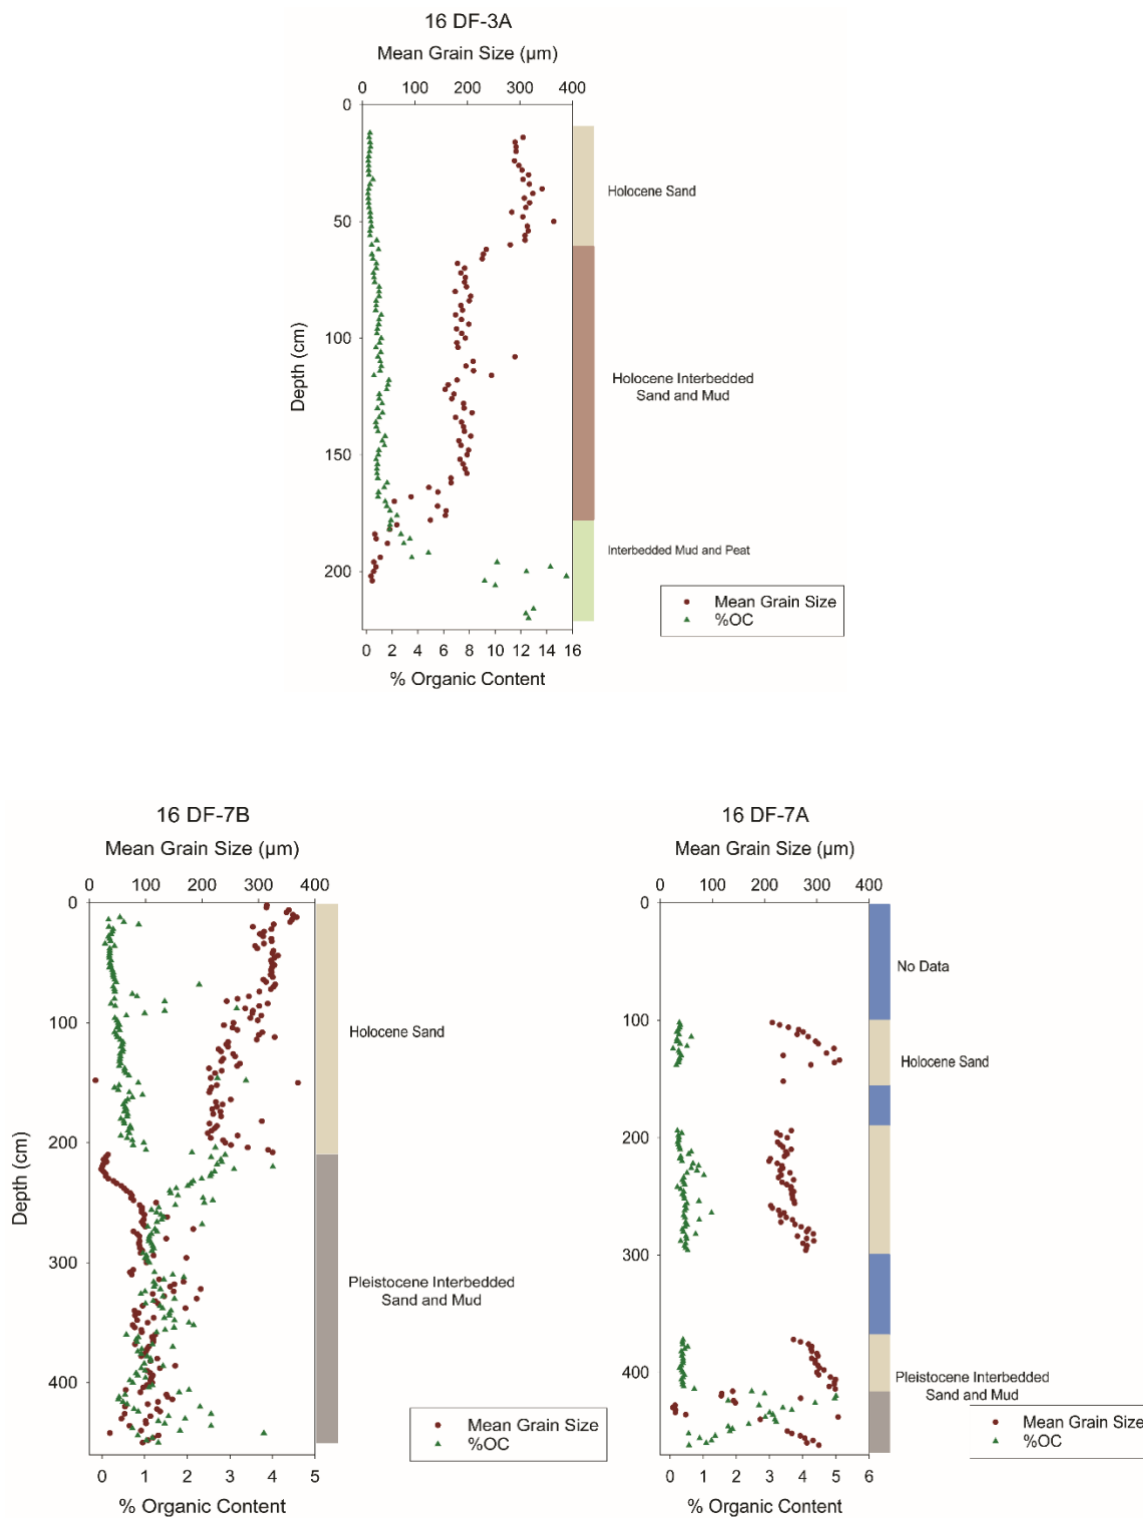 16 DF-3A
Mean Grain Size (µm)
0 100 200 300 400
0
50
100
150
200
Depth (cm)
Holocene Sand
Holocene Interbedded
Sand and Mud
Interbedded Mud and Peat
Mean Grain Size
%OC
0 2 4 6 8 10 12 14 16
% Organic Content
16 DF-7B
Mean Grain Size (µm)
0 100 200 300 400
0
100
200
300
400
Depth (cm)
Holocene Sand
Pleistocene Interbedded
Sand and Mud
Mean Grain Size
%OC
0 1 2 3 4 5
% Organic Content
16 DF-7A
Mean Grain Size (µm)
0 100 200 300 400
0
100
200
300
400
No Data
Holocene Sand
Pleistocene Interbedded
Sand and Mud
Mean Grain Size
%OC
0 1 2 3 4 5 6
% Organic Content